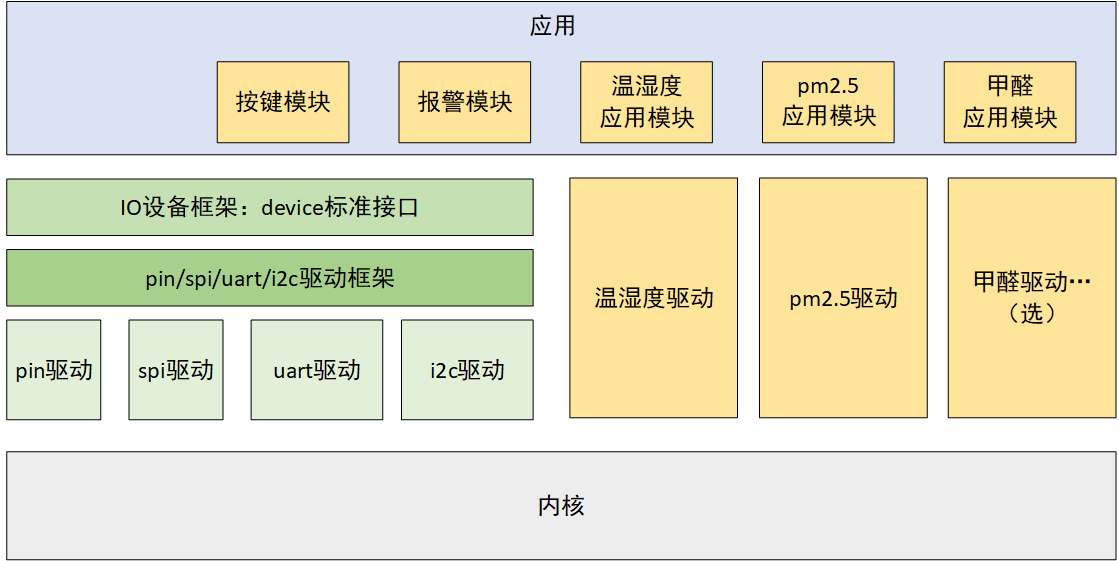 应用
按键模块
报警模块
温湿度
应用模块
pm2.5
应用模块
甲醛
应用模块
IO设备框架：device标准接口
pin/spi/uart/i2c驱动框架
pin驱动
spi驱动
uart驱动
i2c驱动
温湿度驱动
pm2.5驱动
甲醛驱动…
（选）
内核